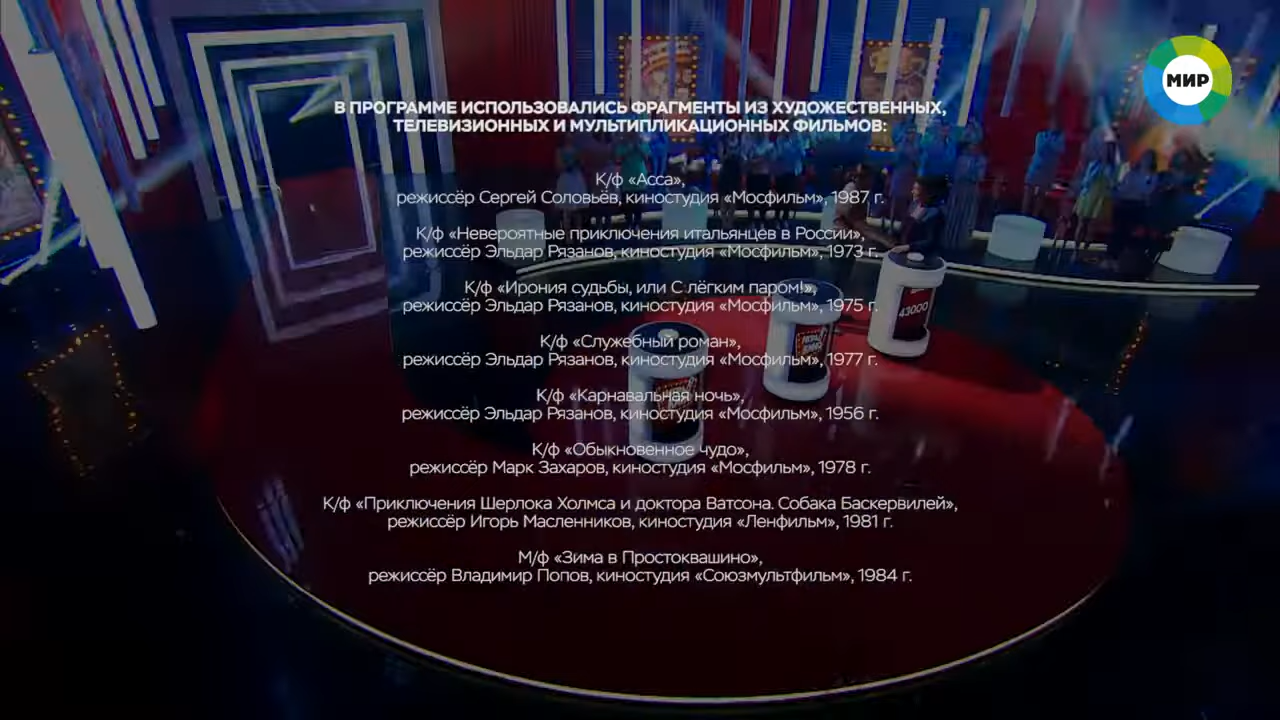 МИР
В ПРОГРАММЕ ИСПОЛЬЗОВАЛИСЬ ФРАГМЕНТЫ ИЗ ХУДОЖЕСТВЕННЫХ,
ТЕЛЕВИЗИОННЫХ И МУЛЬТИПЛИКАЦИОННЫХ ФИЛЬМОВ:
К/ф «Асса»,
режиссёр Сергей Соловьёв, киностудия «Мосфильм», 1987 г.
К/ф «Невероятные приключения итальянцев в России»,
режиссёр Эльдар Рязанов, киностудия «Мосфильм», 1973 г.
К/ф «Ирония судьбы, или С лёгким паром!»,
режиссёр Эльдар Рязанов, киностудия «Мосфильм», 1975 г.
К/ф «Служебный роман»,
режиссёр Эльдар Рязанов, киностудия «Мосфильм», 1977 г.
К/ф «Карнавальная ночь»,
режиссёр Эльдар Рязанов, киностудия «Мосфильм», 1956 г.
К/ф «Обыкновенное чудо»,
режиссёр Марк Захаров, киностудия «Мосфильм», 1978 г.
К/ф «Приключения Шерлока Холмса и доктора Ватсона. Собака Баскервилей»,
режиссёр Игорь Масленников, киностудия «Ленфильм», 1981 г.
М/ф «Зима в Простоквашино»,
режиссёр Владимир Попов, киностудия «Союзмультфильм», 1984 г.
43000